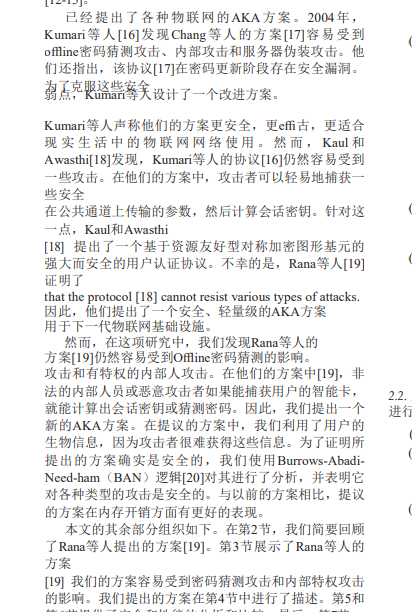 [12-15]。
已经提出了各种物联网的AKA方案。2004年，
Kumari等人[16]发现Chang等人的方案[17]容易受到
offline密码猜测攻击、内部攻击和服务器伪装攻击。他
们还指出，该协议[17]在密码更新阶段存在安全漏洞。
为了克服这些安全
弱点，Kumari等人设计了一个改进方案。
Kumari等人声称他们的方案更安全，更effi古，更适合
现实生活中的物联网网络使用。然而，Kaul和
Awasthi[18]发现，Kumari等人的协议[16]仍然容易受到
一些攻击。在他们的方案中，攻击者可以轻易地捕获一
些安全
在公共通道上传输的参数，然后计算会话密钥。针对这
一点，Kaul和Awasthi
[18] 提出了一个基于资源友好型对称加密图形基元的
强大而安全的用户认证协议。不幸的是，Rana等人[19]
证明了
that the protocol [18] cannot resist various types of attacks.
因此，他们提出了一个安全、轻量级的AKA方案
用于下一代物联网基础设施。
然而，在这项研究中，我们发现Rana等人的
方案[19]仍然容易受到Offline密码猜测的影响。
攻击和有特权的内部人攻击。在他们的方案中[19]，非
法的内部人员或恶意攻击者如果能捕获用户的智能卡，
就能计算出会话密钥或猜测密码。因此，我们提出一个
新的AKA方案。在提议的方案中，我们利用了用户的
生物信息，因为攻击者很难获得这些信息。为了证明所
提出的方案确实是安全的，我们使用Burrows-Abadi-
Need-ham（BAN）逻辑[20]对其进行了分析，并表明它
对各种类型的攻击是安全的。与以前的方案相比，提议
的方案在内存开销方面有更好的表现。
本文的其余部分组织如下。在第2节，我们简要回顾
了Rana等人提出的方案[19]。第3节展示了Rana等人的
方案
[19] 我们的方案容易受到密码猜测攻击和内部特权攻击
的影响。我们提出的方案在第4节中进行了描述。第5和
2.2.
进行